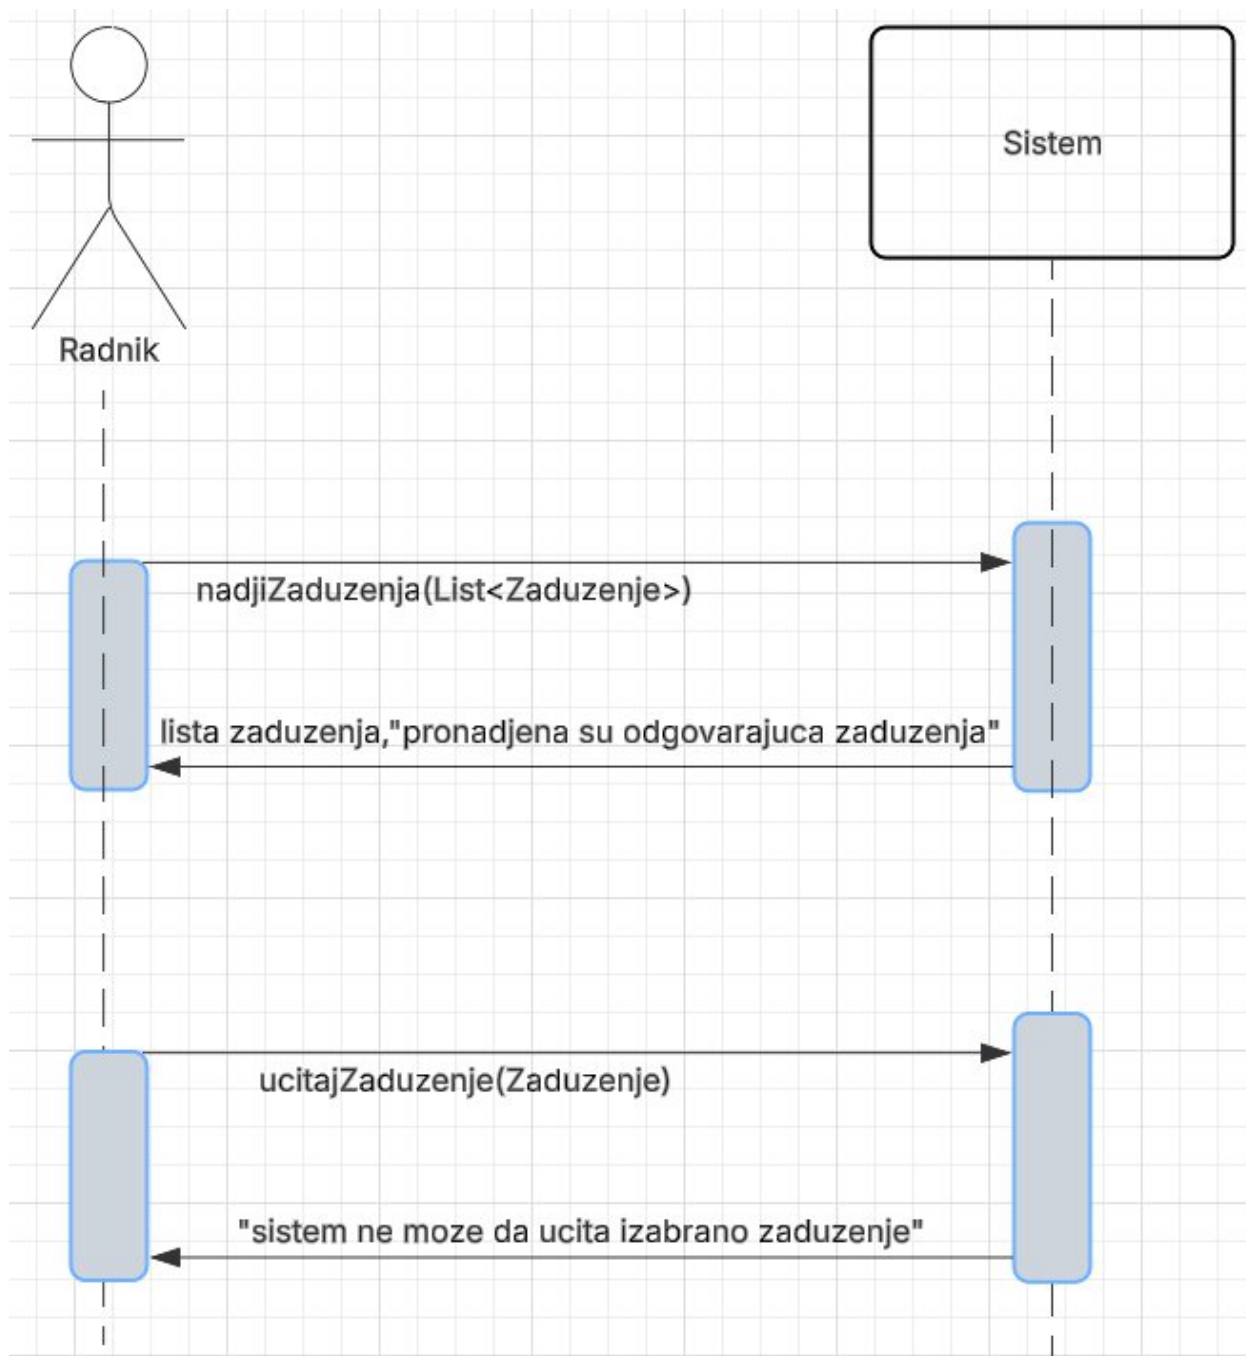 Sistem
Radnik
nadjiZaduzenja(List<Zaduzenje>)
lista zaduzenja,"pronadjena su odgovarajuca zaduzenja"
ucitajZaduzenje(Zaduzenje)
"sistem ne moze da ucita izabrano zaduzenje"